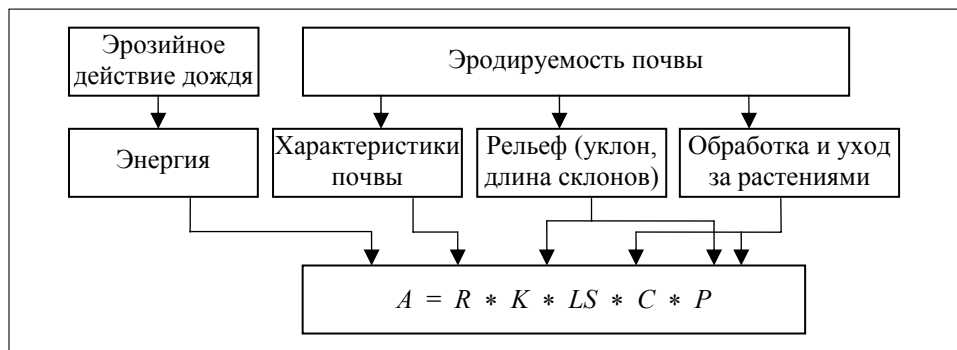 Эрозийное
действие дождя
Эродируемость почвы
Энергия
Характеристики
почвы
Рельеф (уклон,
длина склонов)
Обработка и уход
за растениями
A = R * K * LS * C * P